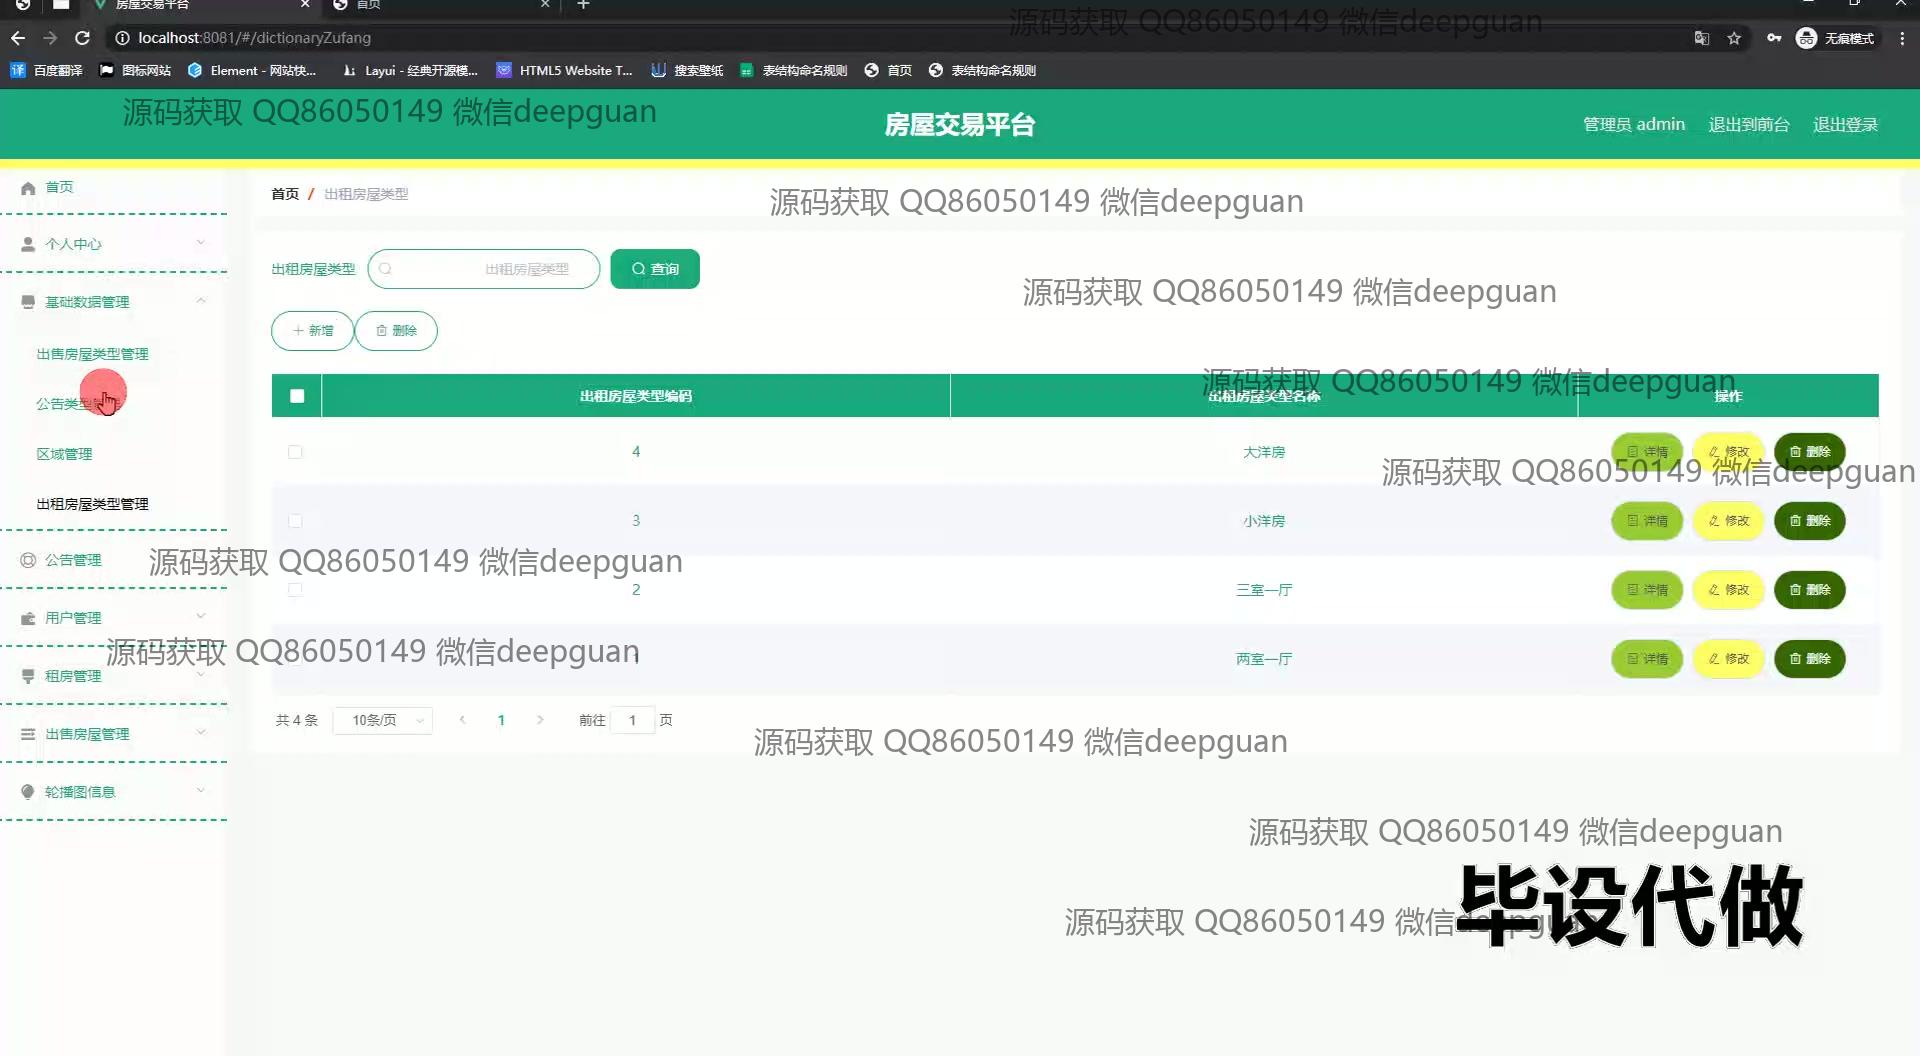 房屋交易平台
首页
localhost:8081/#/dictionaryZufang
无痕模式
百度翻译
图标网站
Element - 网站快...
Layui - 经典开源模...
HTML5 Website T...
搜索壁纸
表结构命名规则
首页
表结构命名规则
源码获取 QQ86050149 微信deepguan
源码获取 QQ86050149 微信deepguan
房屋交易平台
管理员 admin
退出到前台
退出登录
首页
个人中心
基础数据管理
出售房屋类型管理
公告类型管理
区域管理
出租房屋类型管理
公告管理
用户管理
租房管理
出售房屋管理
轮播图信息
首页 / 出租房屋类型
源码获取 QQ86050149 微信deepguan
出租房屋类型
出租房屋类型
查询
源码获取 QQ86050149 微信deepguan
新增
删除
源码获取 QQ86050149 微信deepguan
出租房屋类型编码
出租房屋类型名称
操作
4
大洋房
详情
修改
删除
源码获取 QQ86050149 微信deepguan
3
小洋房
详情
修改
删除
源码获取 QQ86050149 微信deepguan
2
三室一厅
详情
修改
删除
源码获取 QQ86050149 微信deepguan
1
两室一厅
详情
修改
删除
共 4 条
10条/页
1
前往 1 页
源码获取 QQ86050149 微信deepguan
源码获取 QQ86050149 微信deepguan
源码获取 QQ86050149 微信deepguan
毕设代做